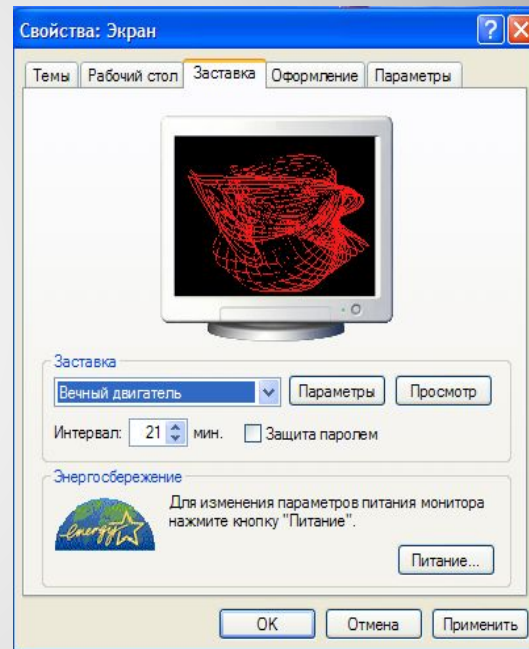 Свойства: Экран
Темы Рабочий стол Заставка Оформление Параметры
Заставка
Вечный двигатель Параметры Просмотр
Интервал: 21 мин. Защита паролем
Энергосбережение
energy
Для изменения параметров питания монитора
нажмите кнопку "Питание".
Питание...
OK Отмена Применить